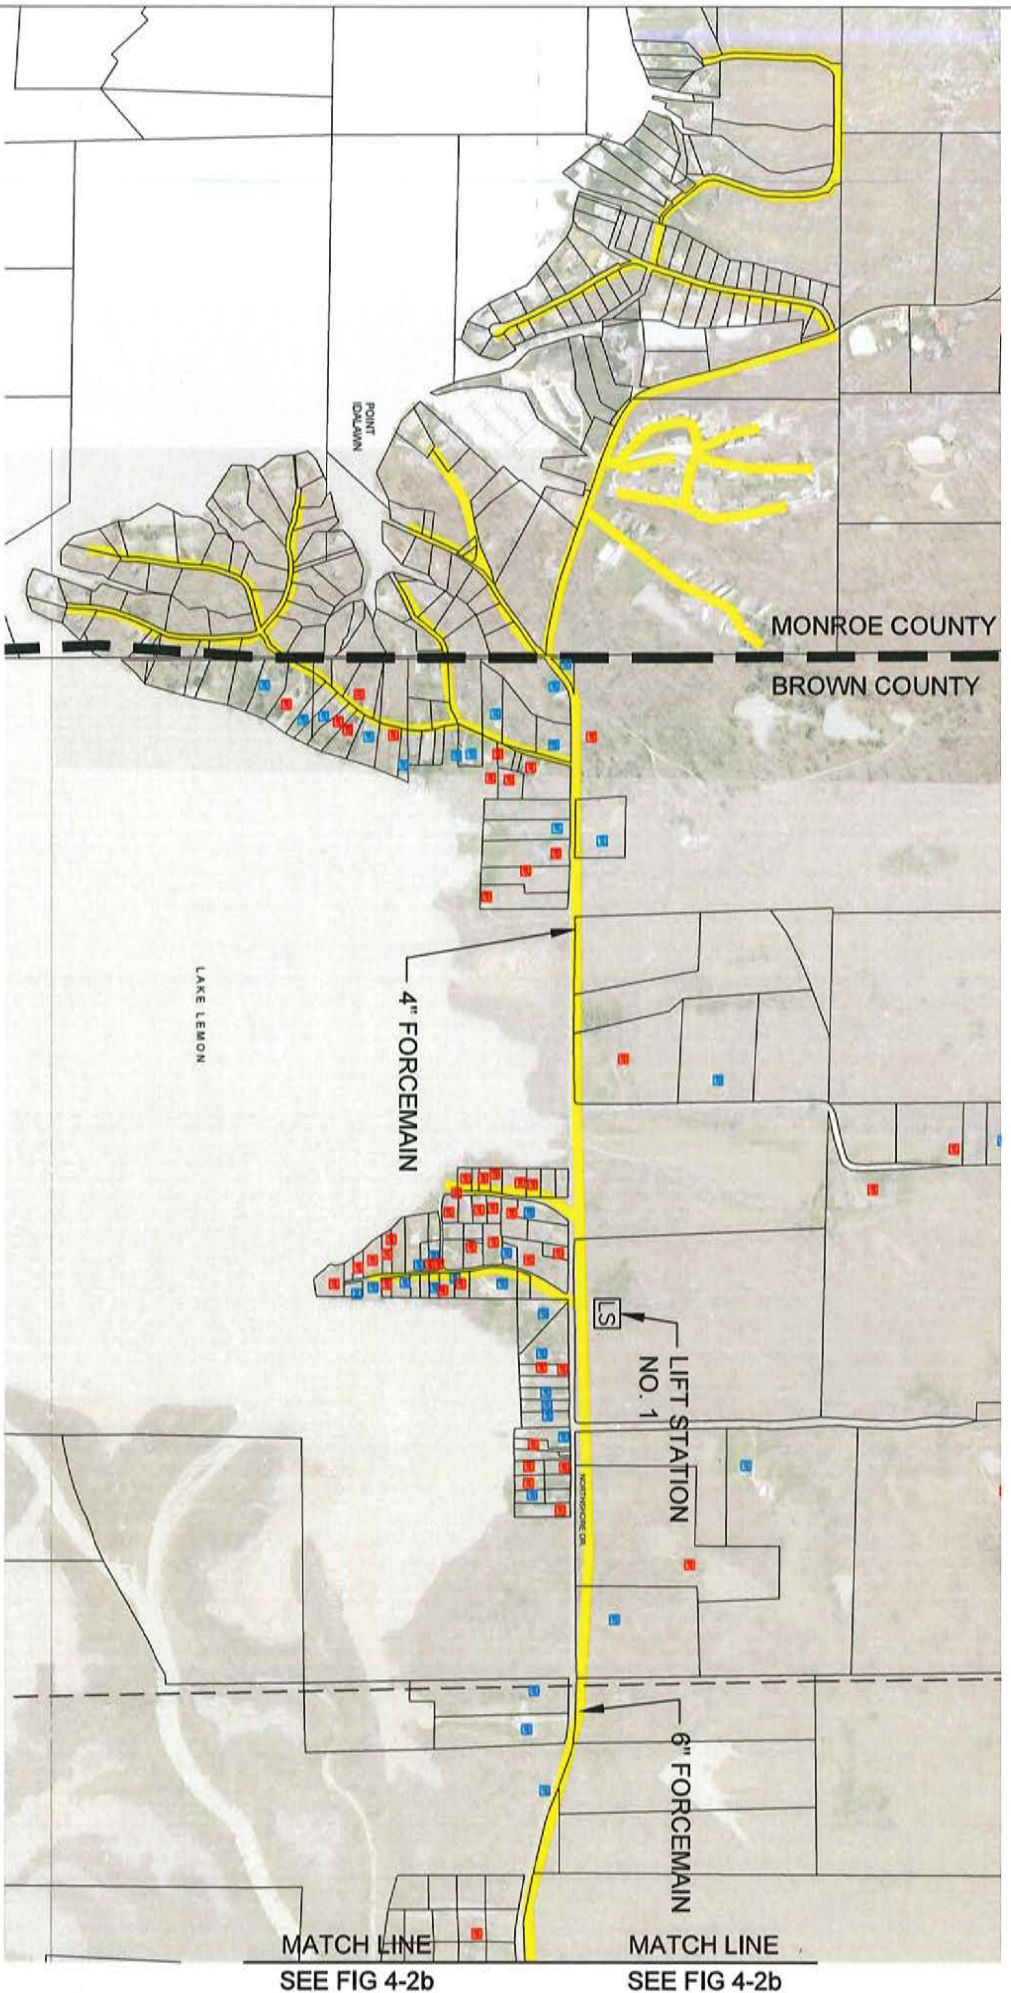 POINT
IDALAWN
MONROE COUNTY
BROWN COUNTY
LAKE LEMON
4" FORCEMAIN
LS
LIFT STATION
NO. 1
NORTHSHORE DR.
6" FORCEMAIN
MATCH LINE
SEE FIG 4-2b
MATCH LINE
SEE FIG 4-2b